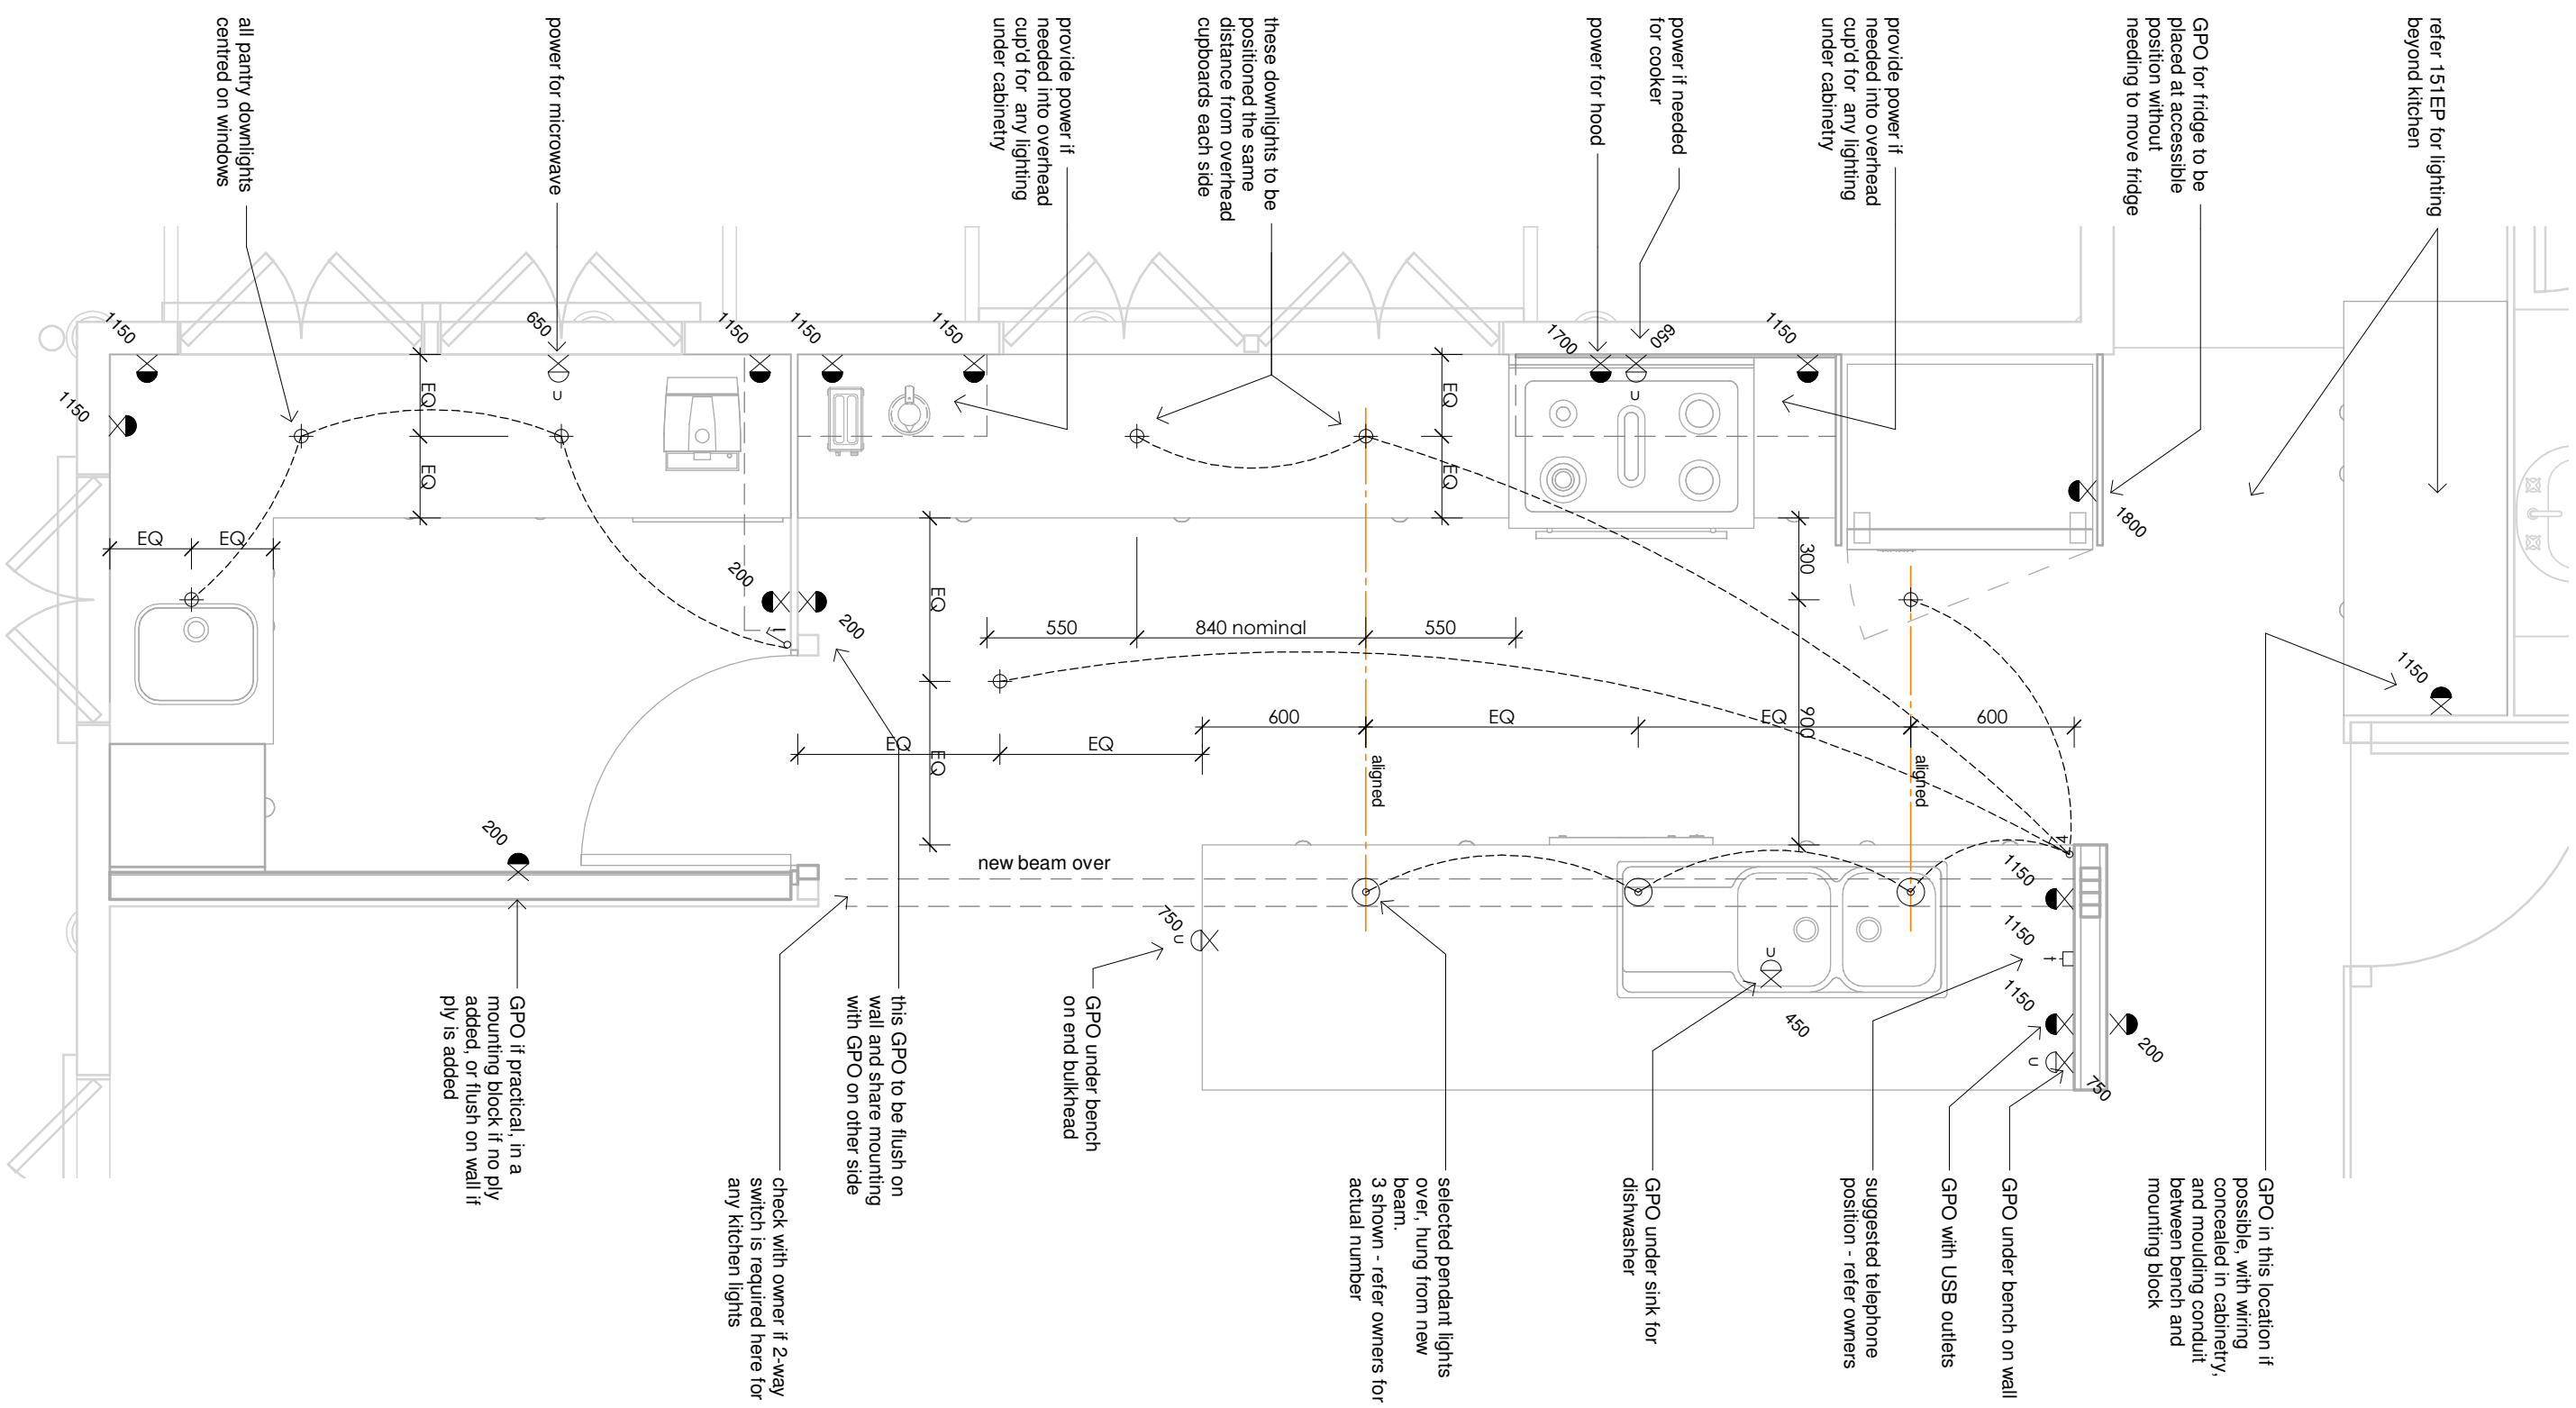 refer 151EP for lighting
beyond kitchen
GPO for fridge to be
placed at accessible
position without
needing to move fridge
provide power if
needed into overhead
cup'd for  any lighting
under cabinetry
power if needed
for cooker
power for hood
these downlights to be
positioned the same
distance from overhead
cupboards each side
provide power if
needed into overhead
cup'd for  any lighting
under cabinetry
power for microwave
all pantry downlights
centred on windows
1150
650
1150
1150
1150
1700
650
1150
1150
EQ
EQ
EQ
EQ
U
U
1800
EQ
EQ
200
200
300
EQ
550
840 nominal
550
1150
600
EQ
EQ
600
900
EQ
EQ
EQ
aligned
aligned
4
1
200
new beam over
1150
750
U
1150
t
U
450
1150
200
U
750
GPO if practical, in a
mounting block if no ply
added, or flush on wall if
ply is added
this GPO to be flush on
wall and share mounting
with GPO on other side
GPO under bench
on end bulkhead
check with owner if 2-way
switch is required here for
any kitchen lights
selected pendant lights
over, hung from new
beam.
3 shown - refer owners for
actual number
GPO under sink for
dishwasher
suggested telephone
position - refer owners
GPO with USB outlets
GPO under bench on wall
GPO in this location if
possible, with wiring
concealed in cabinetry,
and moulding conduit
between bench and
mounting block